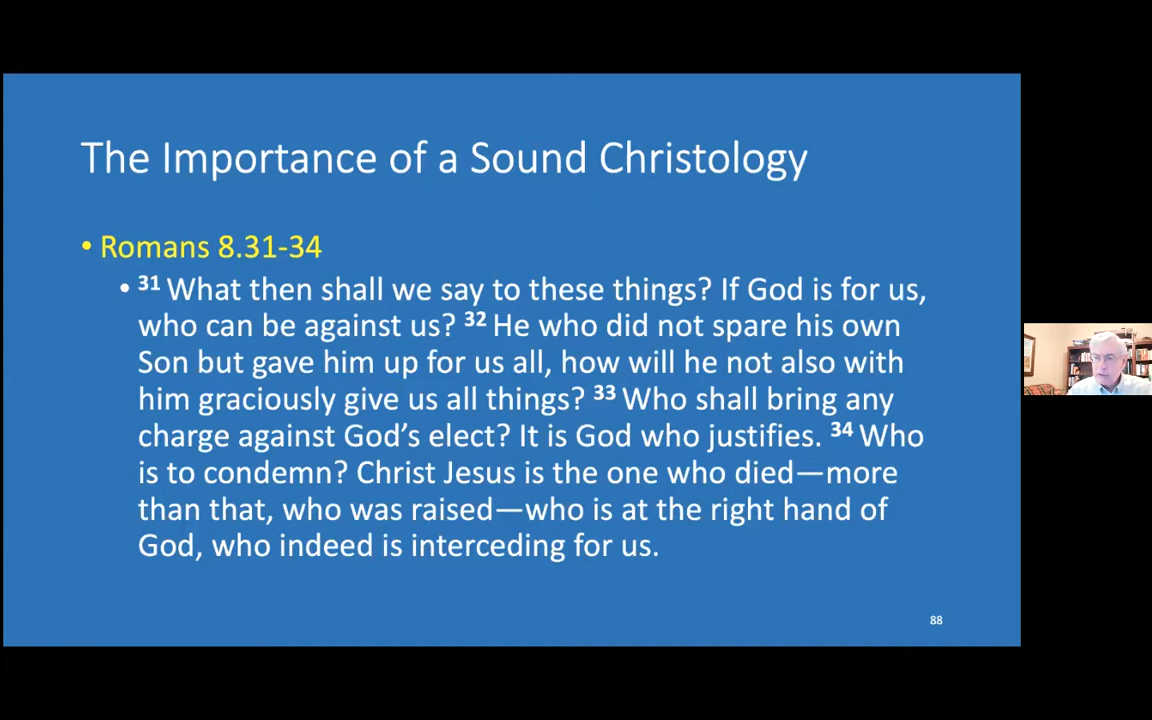 The Importance of a Sound Christology
• Romans 8.31-34
• 31 What then shall we say to these things? If God is for us,
who can be against us? 32 He who did not spare his own
Son but gave him up for us all, how will he not also with
him graciously give us all things? 33 Who shall bring any
charge against God’s elect? It is God who justifies. 34 Who
is to condemn? Christ Jesus is the one who died—more
than that, who was raised—who is at the right hand of
God, who indeed is interceding for us.
88